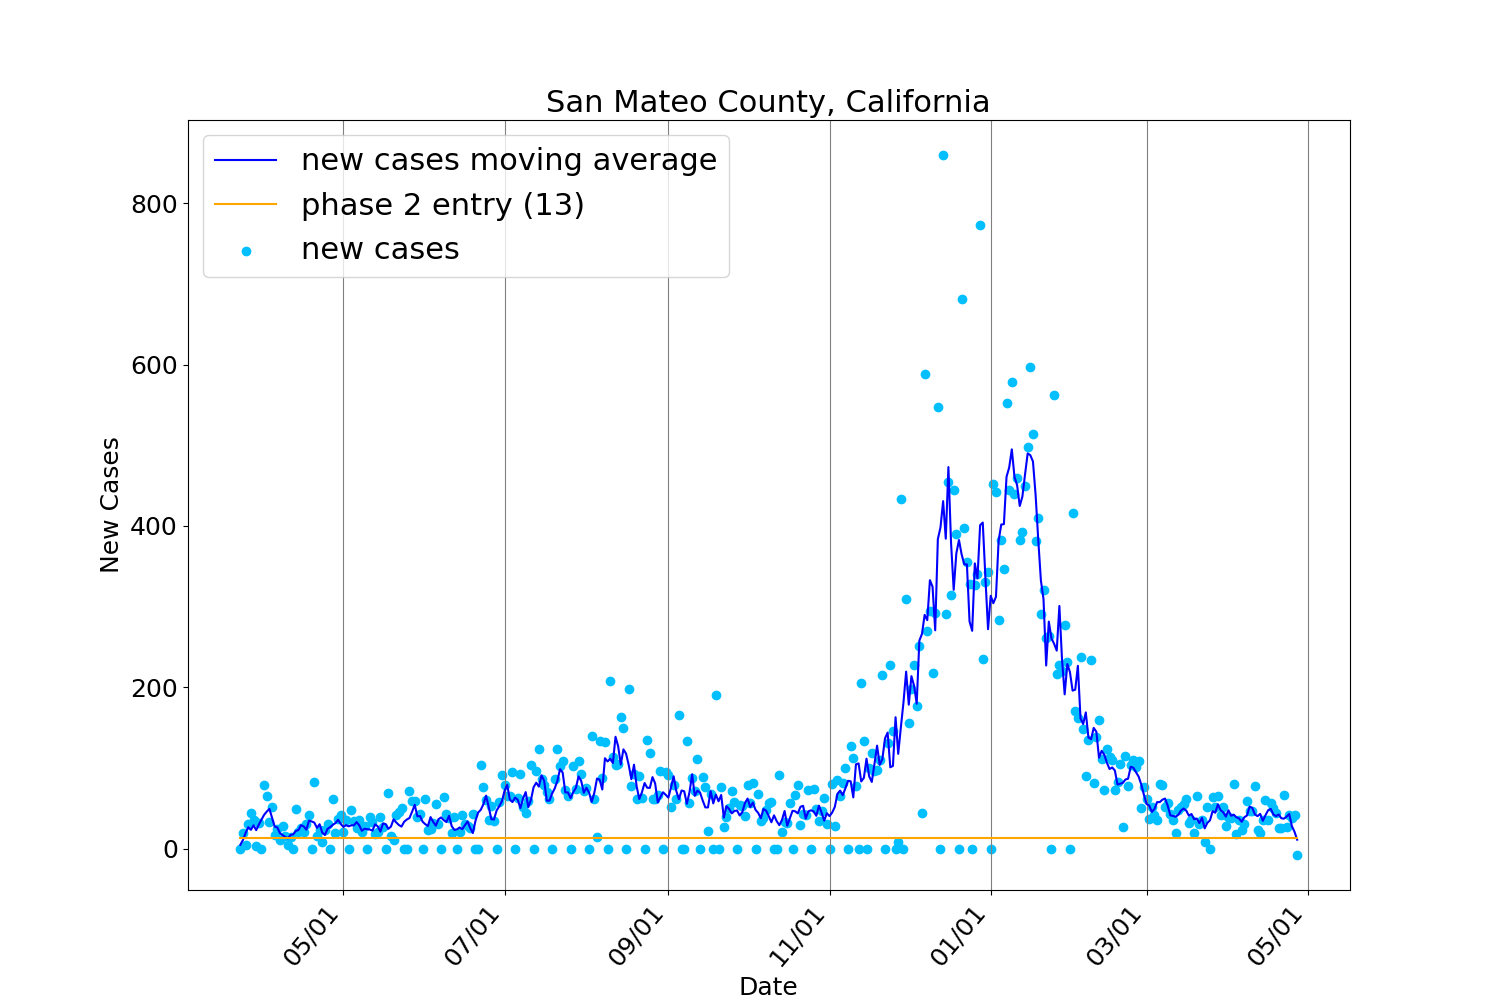 San Mateo County, California
new cases moving average
phase 2 entry (13)
new cases
800
600
400
200
0
New Cases
05/01
07/01
09/01
11/01
01/01
03/01
05/01
Date